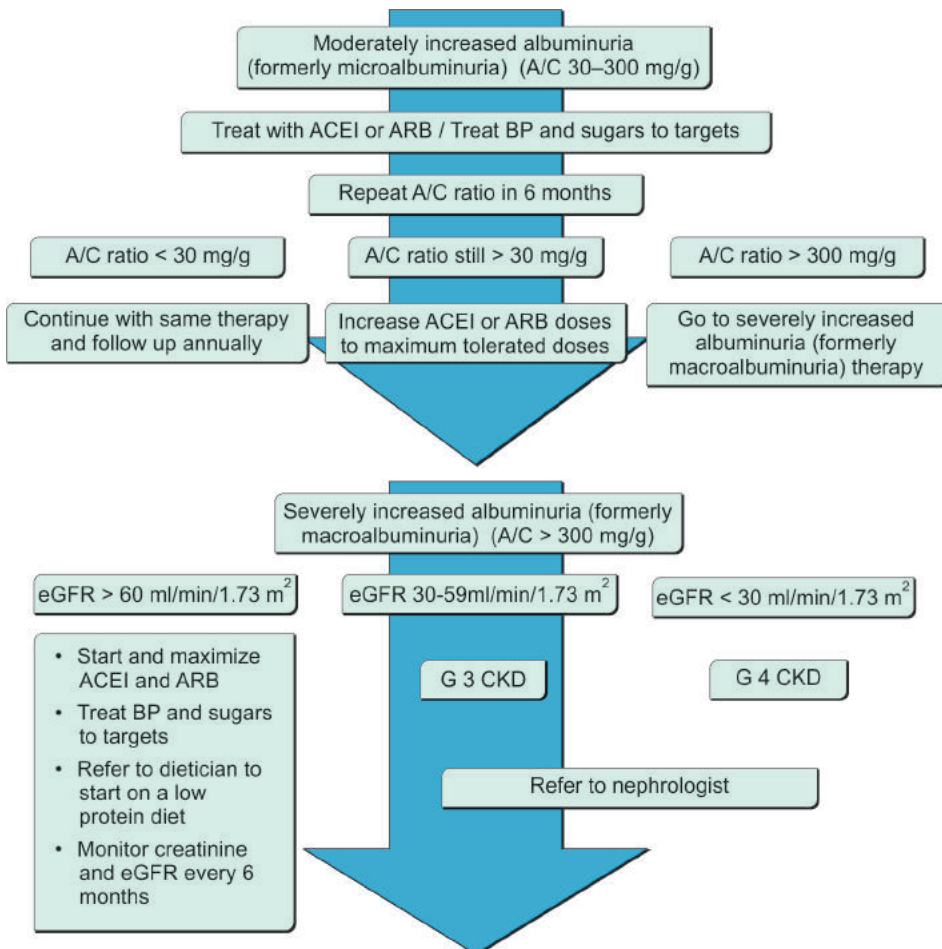 Moderately increased albuminuria
(formerly microalbuminuria) (A/C 30–300 mg/g)
Treat with ACEI or ARB / Treat BP and sugars to targets
Repeat A/C ratio in 6 months
A/C ratio < 30 mg/g
A/C ratio still > 30 mg/g
A/C ratio > 300 mg/g
Continue with same therapy
and follow up annually
Increase ACEI or ARB doses
to maximum tolerated doses
Go to severely increased
albuminuria (formerly
macroalbuminuria) therapy
Severely increased albuminuria (formerly
macroalbuminuria) (A/C > 300 mg/g)
eGFR > 60 ml/min/1.73 m²
eGFR 30-59ml/min/1.73 m²
eGFR < 30 ml/min/1.73 m²
• Start and maximize
ACEI and ARB
• Treat BP and sugars
to targets
• Refer to dietician to
start on a low
protein diet
• Monitor creatinine
and eGFR every 6
months
G 3 CKD
G 4 CKD
Refer to nephrologist